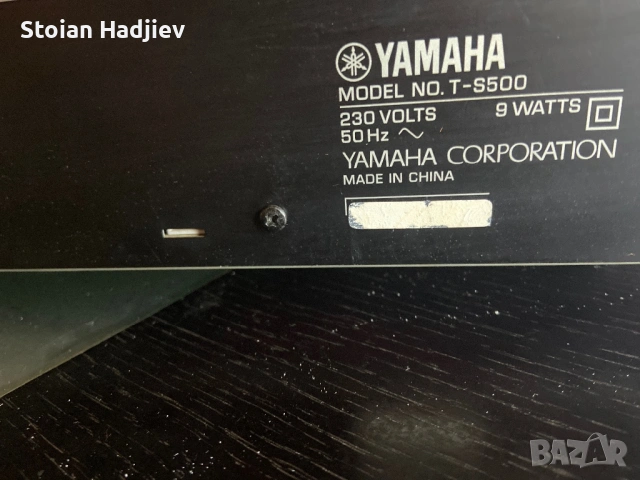 Stoian Hadjiev
YAMAHA
MODEL NO. T-S500
230 VOLTS 9 WATTS
50 Hz ~
YAMAHA CORPORATION
MADE IN CHINA
BAZAR